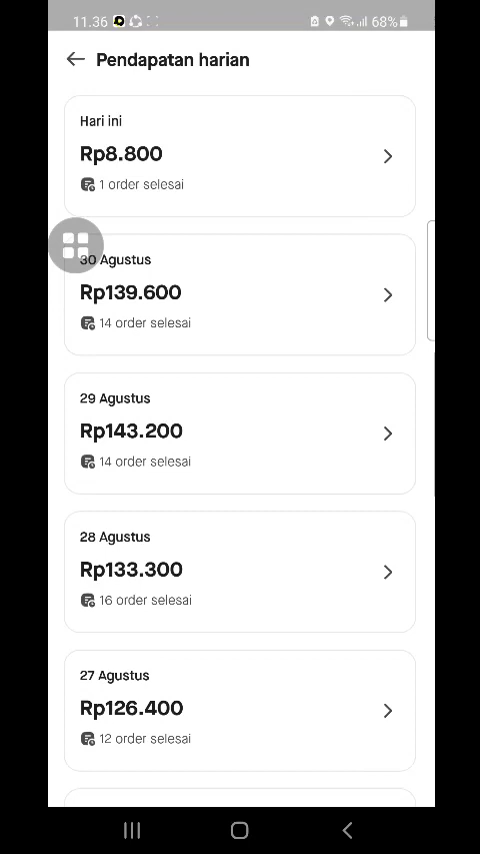 11.36
68%
Pendapatan harian
Hari ini
Rp8.800
1 order selesai
30 Agustus
Rp139.600
14 order selesai
29 Agustus
Rp143.200
14 order selesai
28 Agustus
Rp133.300
16 order selesai
27 Agustus
Rp126.400
12 order selesai